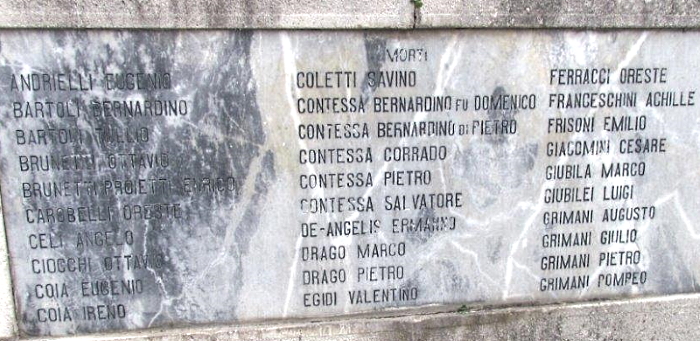 MORTI
ANDRIELLI EUGENIO
BARTOLI BERNARDINO
BARTOLI TULLIO
BRUNETTI OTTAVIO
BRUNETTI PROIETTI ENRICO
CAROBELLI ORESTE
CELI ANGELO
CIOCCHI OTTAVIO
COIA EUGENIO
COIA IRENO
COLETTI SAVINO
CONTESSA BERNARDINO FU DOMENICO
CONTESSA BERNARDINO DI PIETRO
CONTESSA CORRADO
CONTESSA PIETRO
CONTESSA SALVATORE
DE-ANGELIS ERMANNO
DRAGO MARCO
DRAGO PIETRO
EGIDI VALENTINO
FERRACCI ORESTE
FRANCESCHINI ACHILLE
FRISONI EMILIO
GIACOMINI CESARE
GIUBILA MARCO
GIUBILEI LUIGI
GRIMANI AUGUSTO
GRIMANI GIULIO
GRIMANI PIETRO
GRIMANI POMPEO